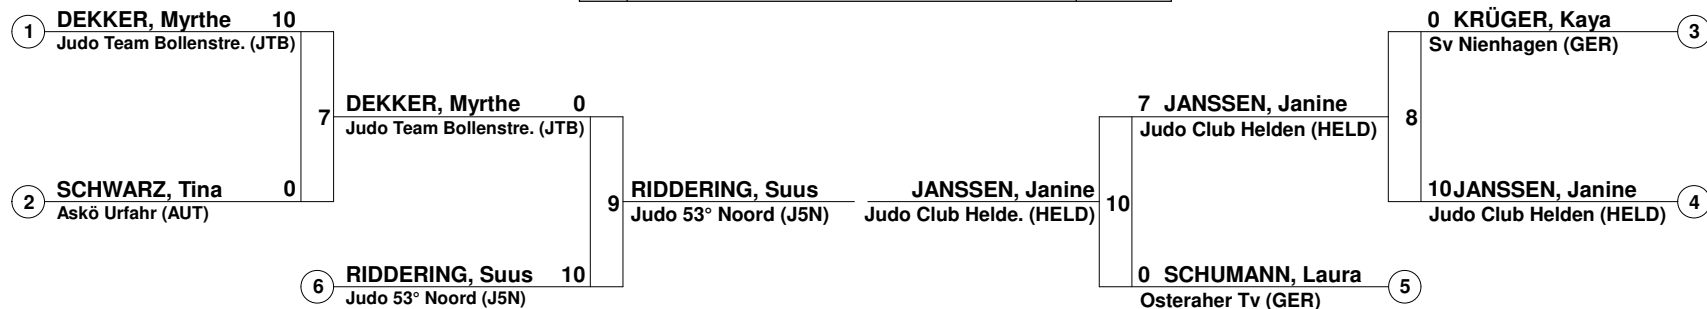 1 DEKKER, Myrthe 10
Judo Team Bollenstre. (JTB)
2 SCHWARZ, Tina 0
Askö Urfahr (AUT)
7
DEKKER, Myrthe 0
Judo Team Bollenstre. (JTB)
6 RIDDERING, Suus 10
Judo 53° Noord (J5N)
9
RIDDERING, Suus
Judo 53° Noord (J5N)
JANSSEN, Janine
Judo Club Helde. (HELD)
10
7 JANSSEN, Janine
Judo Club Helden (HELD)
0 SCHUMANN, Laura 5
Osteraher Tv (GER)
8
0 KRÜGER, Kaya 3
Sv Nienhagen (GER)
10 JANSSEN, Janine 4
Judo Club Helden (HELD)